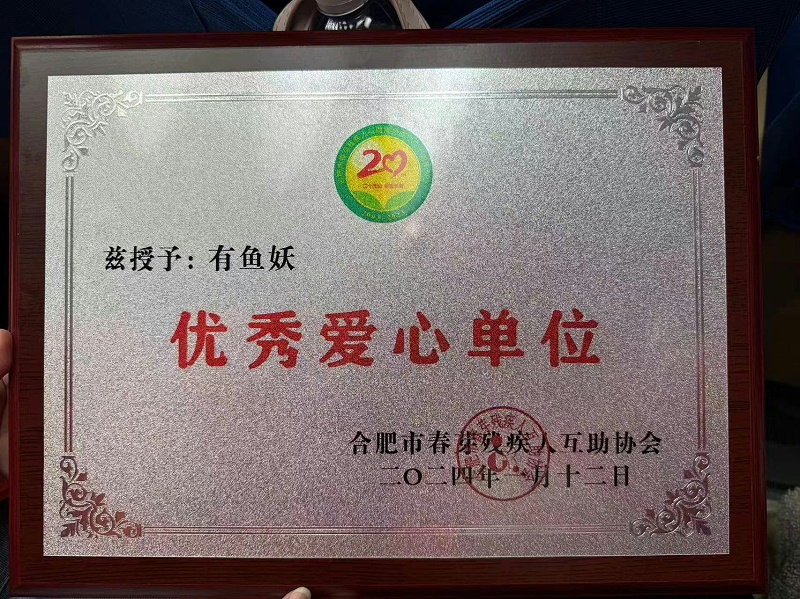 20
兹授予：有鱼妖
优秀爱心单位
合肥市春芽残疾人互助协会
二〇二四年一月十二日